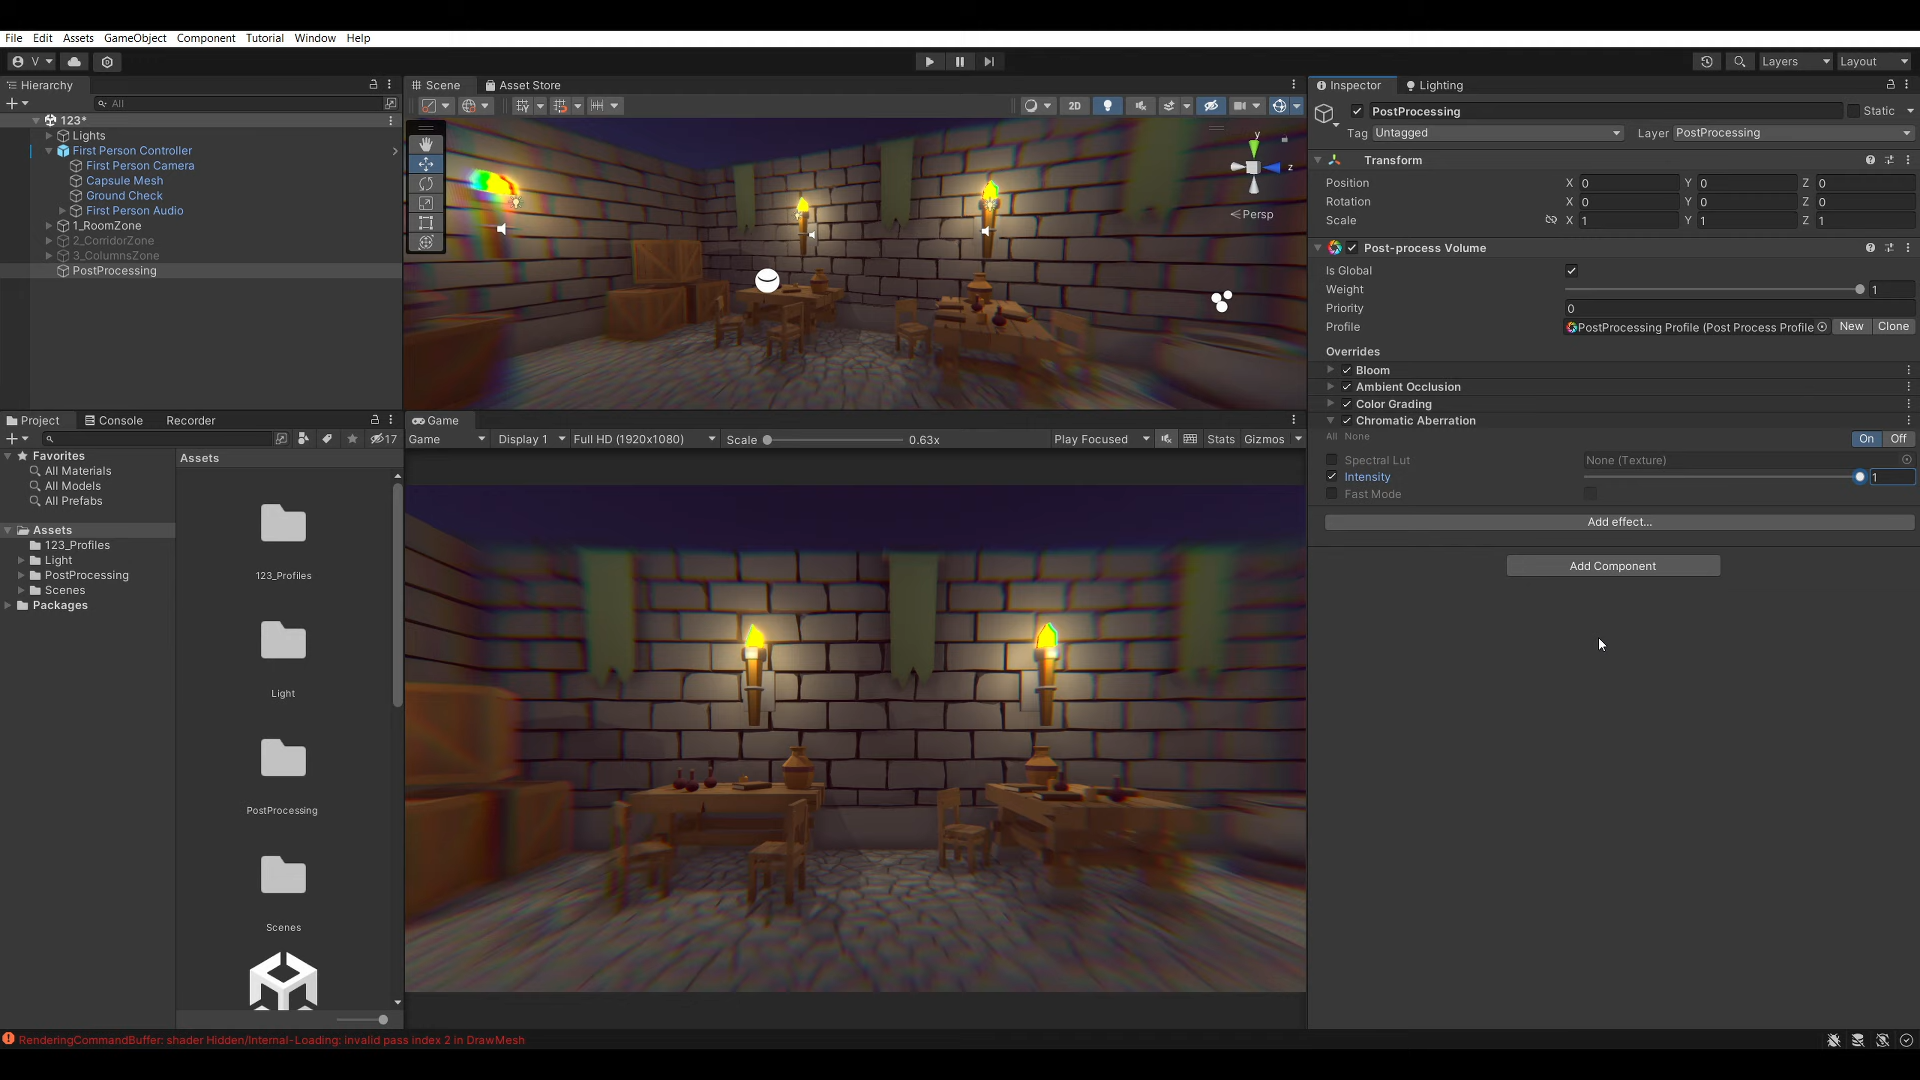 File Edit Assets GameObject Component Tutorial Window Help
V Layers Layout
Hierarchy
All
123*
Lights
First Person Controller
First Person Camera
Capsule Mesh
Ground Check
First Person Audio
1_RoomZone
2_CorridorZone
3_ColumnsZone
PostProcessing
Scene Asset Store
2D
y
z
Persp
Project Console Recorder
17
Favorites
All Materials
All Models
All Prefabs
Assets
123_Profiles
Light
PostProcessing
Scenes
Packages
Assets
123_Profiles
Light
PostProcessing
Scenes
Game
Game Display 1 Full HD (1920x1080) Scale 0.63x Play Focused Stats Gizmos
Inspector Lighting
PostProcessing Static
Tag Untagged Layer PostProcessing
Transform
Position X 0 Y 0 Z 0
Rotation X 0 Y 0 Z 0
Scale X 1 Y 1 Z 1
Post-process Volume
Is Global
Weight 1
Priority 0
Profile PostProcessing Profile (Post Process Profile New Clone
Overrides
Bloom
Ambient Occlusion
Color Grading
Chromatic Aberration
All None On Off
Spectral Lut None (Texture)
Intensity 1
Fast Mode
Add effect...
Add Component
RenderingCommandBuffer: shader Hidden/Internal-Loading: invalid pass index 2 in DrawMesh